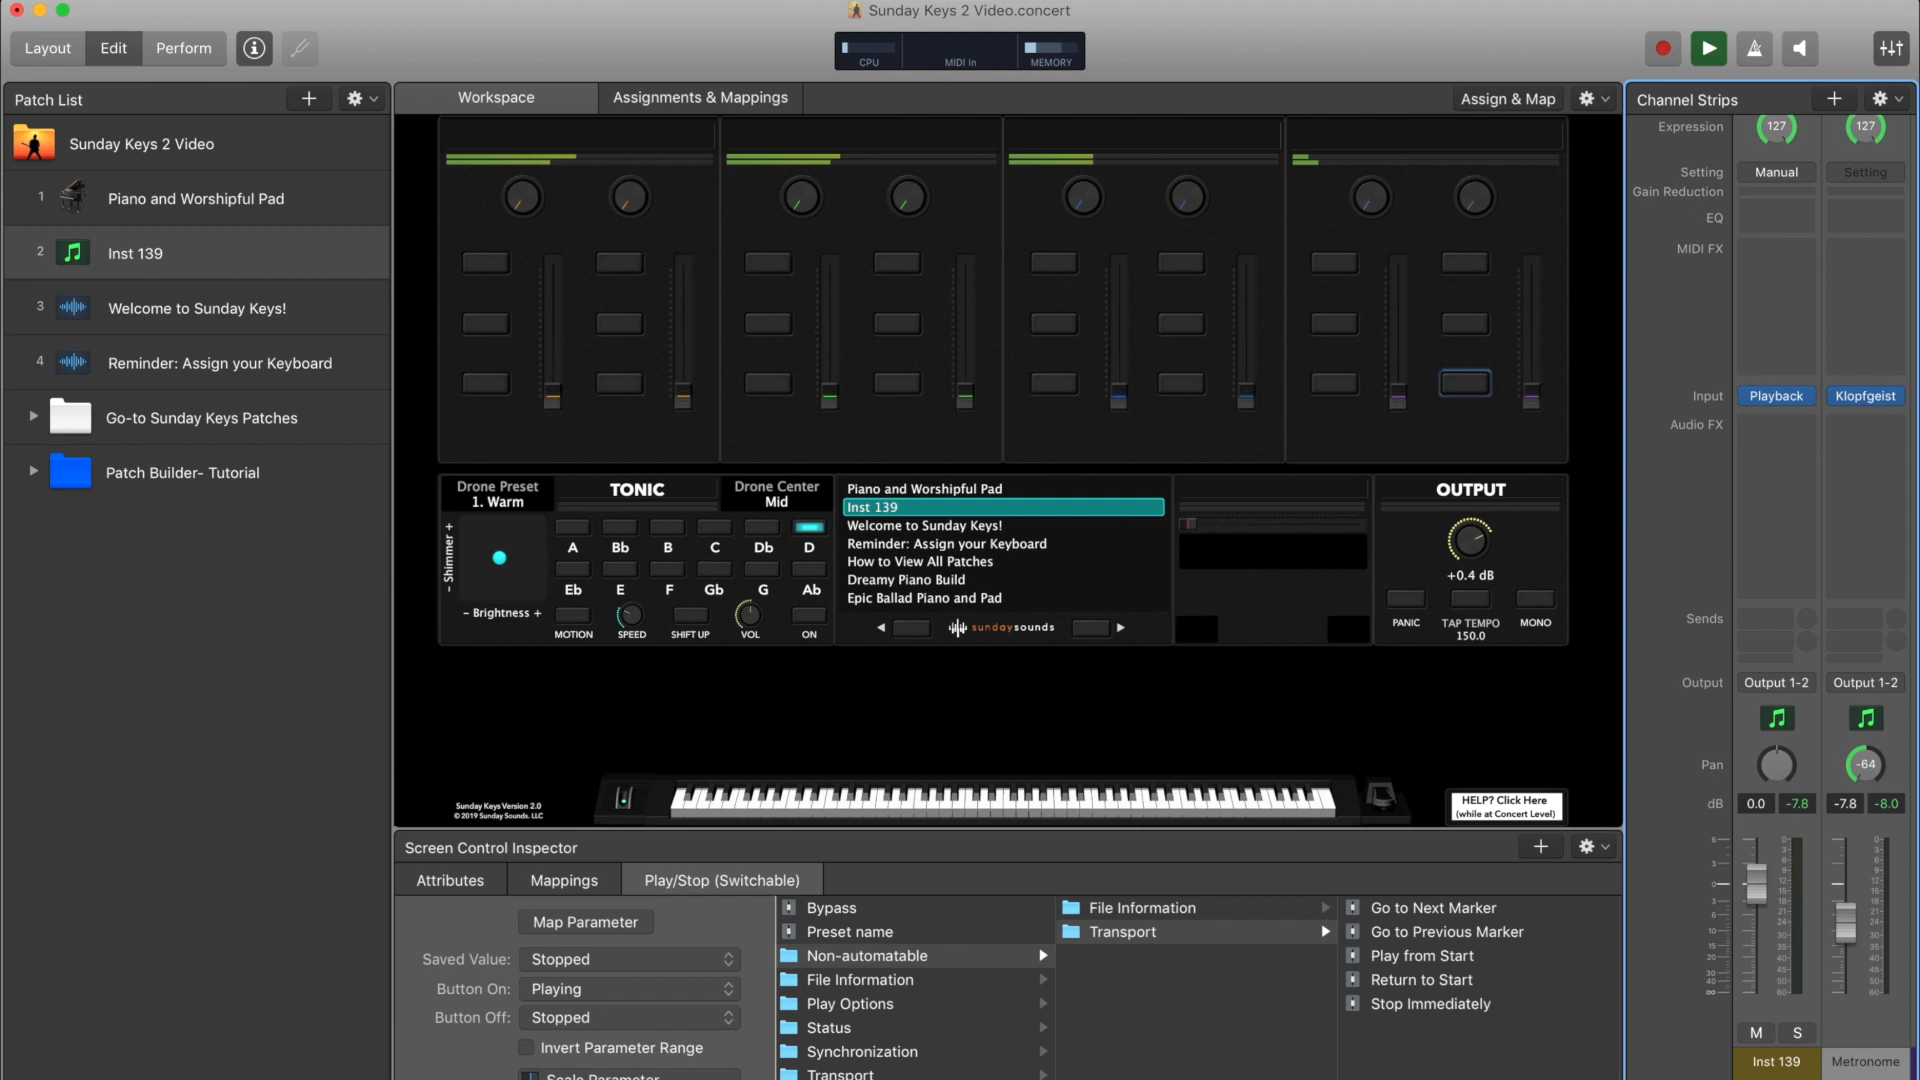 Sunday Keys 2 Video.concert
Layout Edit Perform
CPU MIDI In MEMORY
Patch List
Workspace Assignments & Mappings Assign & Map
Channel Strips
Sunday Keys 2 Video
1 Piano and Worshipful Pad
2 Inst 139
3 Welcome to Sunday Keys!
4 Reminder: Assign your Keyboard
Go-to Sunday Keys Patches
Patch Builder- Tutorial
Expression 127 127
Setting Manual Setting
Gain Reduction
EQ
MIDI FX
Input Playback Klopfgeist
Audio FX
Sends
Output Output 1-2 Output 1-2
Pan -64
dB 0.0 -7.8 -7.8 -8.0
M S
Inst 139 Metronome
Drone Preset
1. Warm
TONIC
Drone Center
Mid
- Shimmer +
A Bb B C Db D
Eb E F Gb G Ab
- Brightness +
MOTION SPEED SHIFT UP VOL ON
Piano and Worshipful Pad
Inst 139
Welcome to Sunday Keys!
Reminder: Assign your Keyboard
How to View All Patches
Dreamy Piano Build
Epic Ballad Piano and Pad
sundaysounds
OUTPUT
+0.4 dB
PANIC TAP TEMPO MONO
150.0
Sunday Keys Version 2.0
© 2019 Sunday Sounds. LLC
HELP? Click Here
(while at Concert Level)
Screen Control Inspector
Attributes Mappings Play/Stop (Switchable)
Map Parameter
Saved Value: Stopped
Button On: Playing
Button Off: Stopped
Invert Parameter Range
Scale Parameter
Bypass
Preset name
Non-automatable
File Information
Play Options
Status
Synchronization
Transport
File Information
Transport
Go to Next Marker
Go to Previous Marker
Play from Start
Return to Start
Stop Immediately